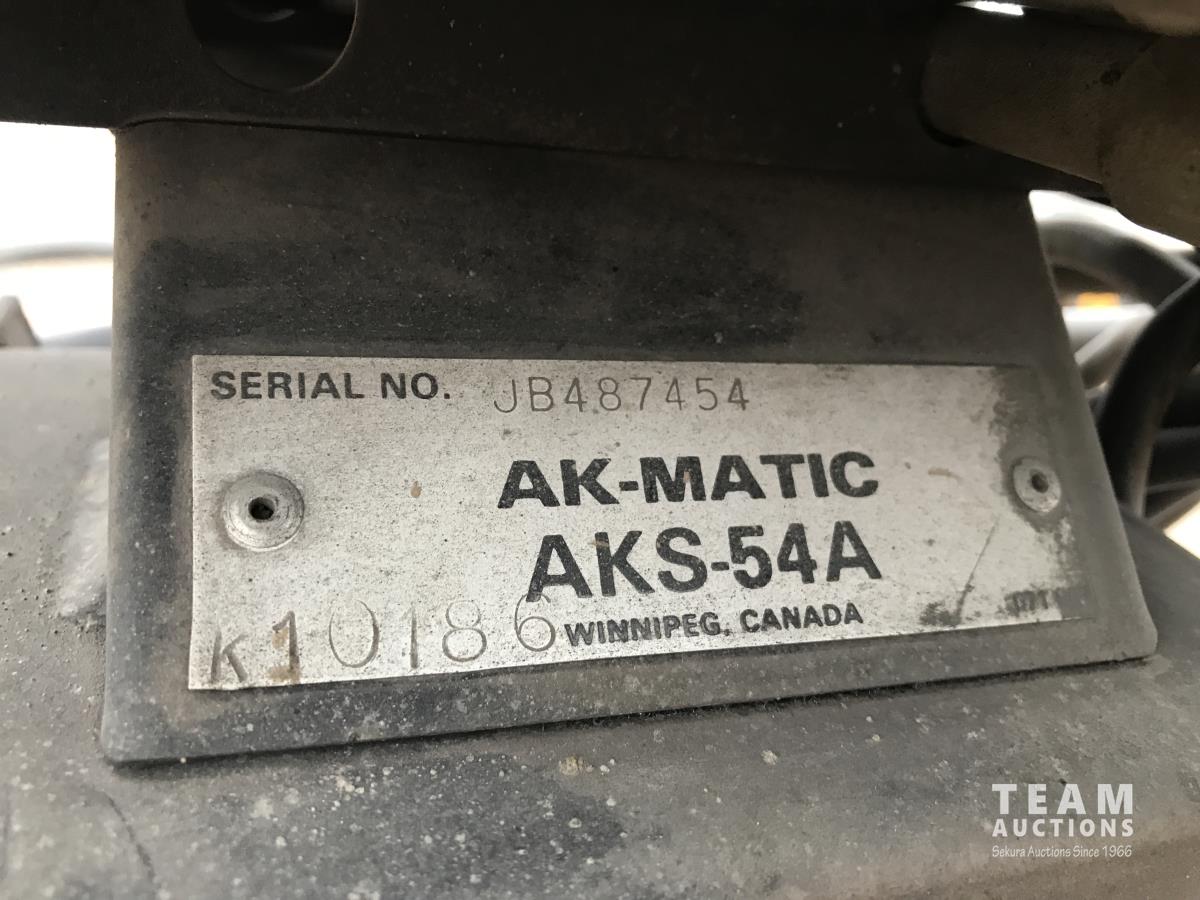 SERIAL NO. JB487454
AK-MATIC
AKS-54A
K10186 WINNIPEG, CANADA
TEAM
AUCTIONS
Sekura Auctions Since 1966